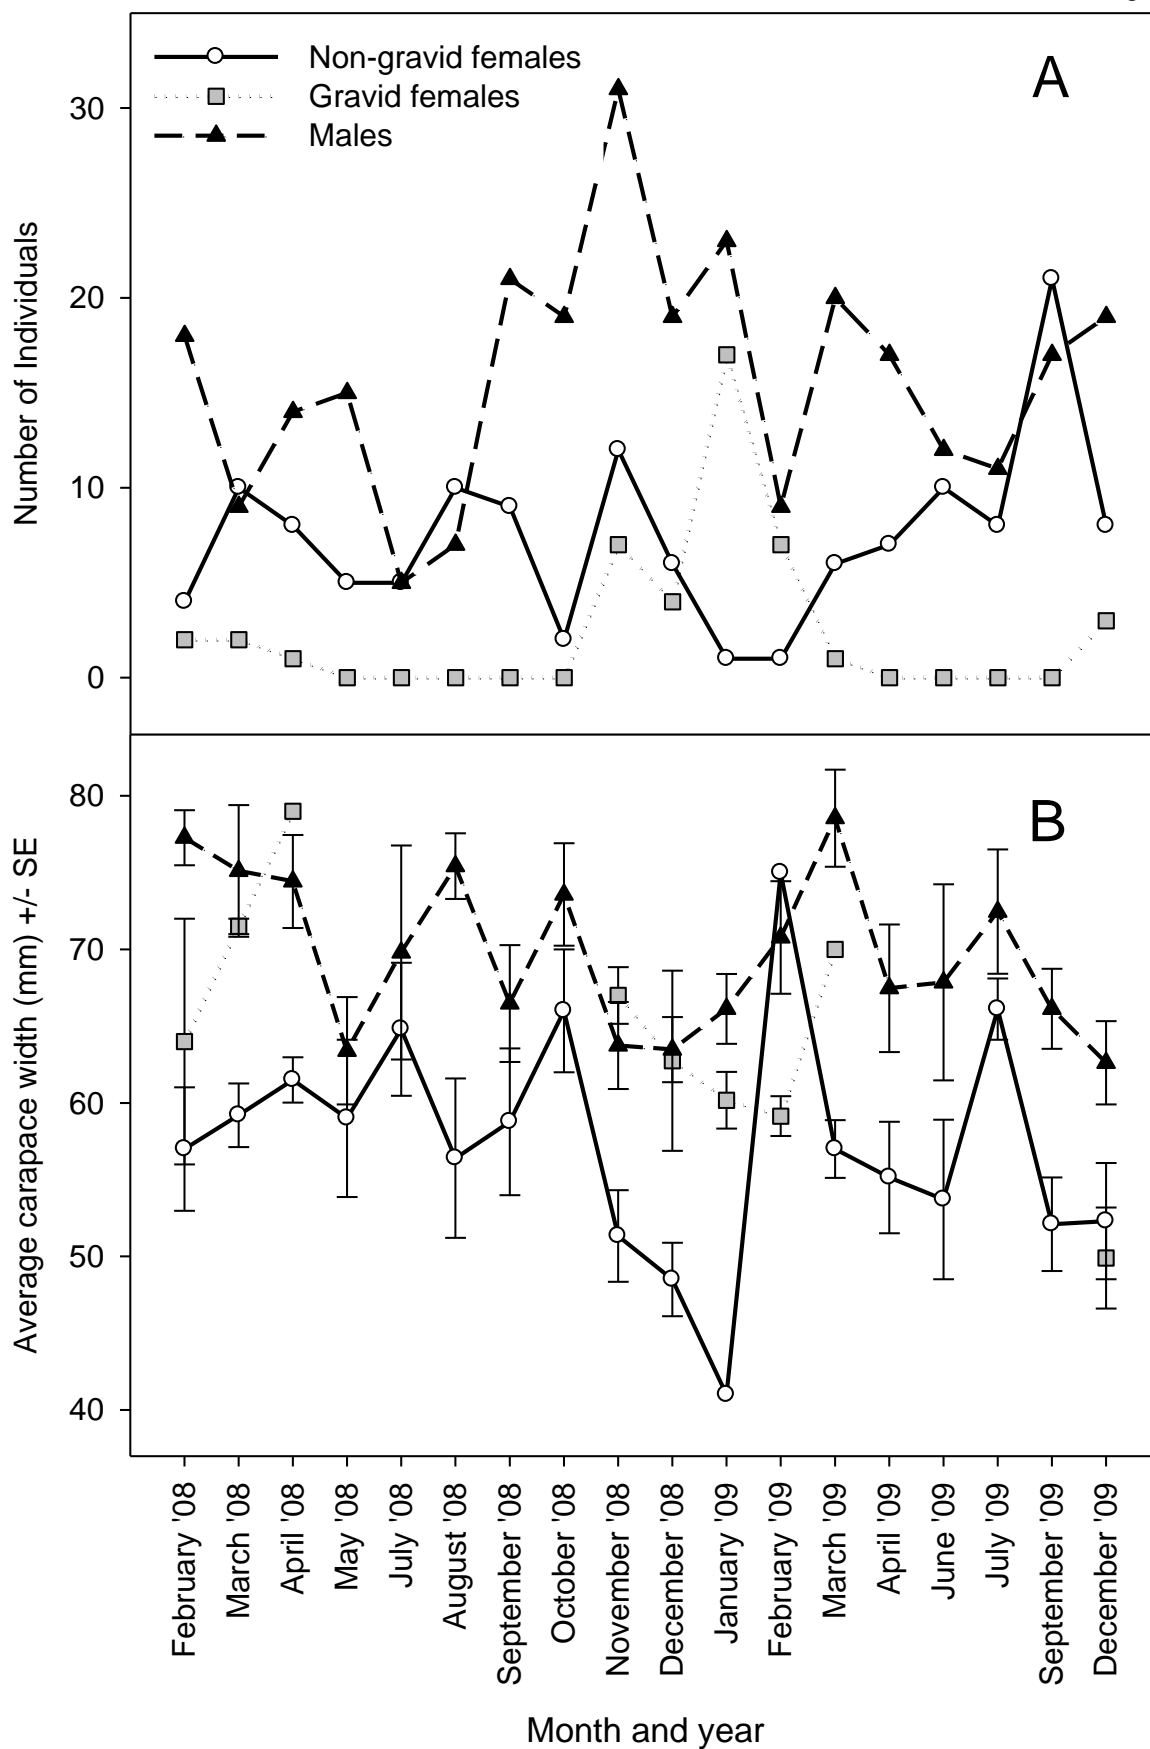 Non-gravid females
Gravid females
Males
A
30
20
10
0
Number of Individuals
B
80
70
60
50
40
Average carapace width (mm) +/- SE
February '08
March '08
April '08
May '08
July '08
August '08
September '08
October '08
November '08
December '08
January '09
February '09
March '09
April '09
June '09
July '09
September '09
December '09
Month and year